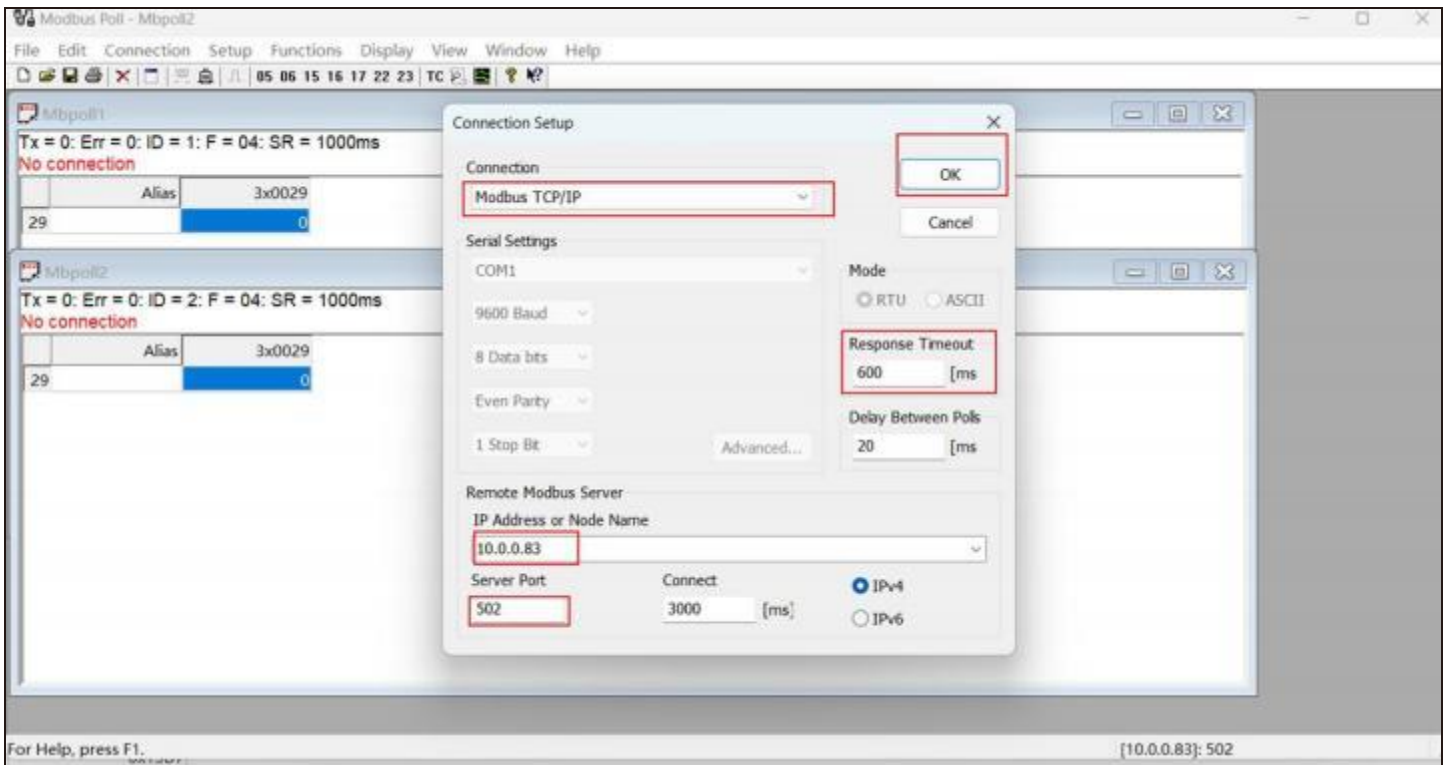 Modbus Poll - Mbpoll2
File Edit Connection Setup Functions Display View Window Help
05 06 15 16 17 22 23 TC
Mbpoll1
Tx = 0: Err = 0: ID = 1: F = 04: SR = 1000ms
No connection
Alias 3x0029
29 0
Mbpoll2
Tx = 0: Err = 0: ID = 2: F = 04: SR = 1000ms
No connection
Alias 3x0029
29 0
Connection Setup
Connection
Modbus TCP/IP
OK
Cancel
Serial Settings
COM1
9600 Baud
8 Data bits
Even Parity
1 Stop Bit
Advanced...
Mode
RTU ASCII
Response Timeout
600 [ms
Delay Between Polls
20 [ms
Remote Modbus Server
IP Address or Node Name
10.0.0.83
Server Port
502
Connect
3000 [ms]
IPv4
IPv6
For Help, press F1.
[10.0.0.83]: 502